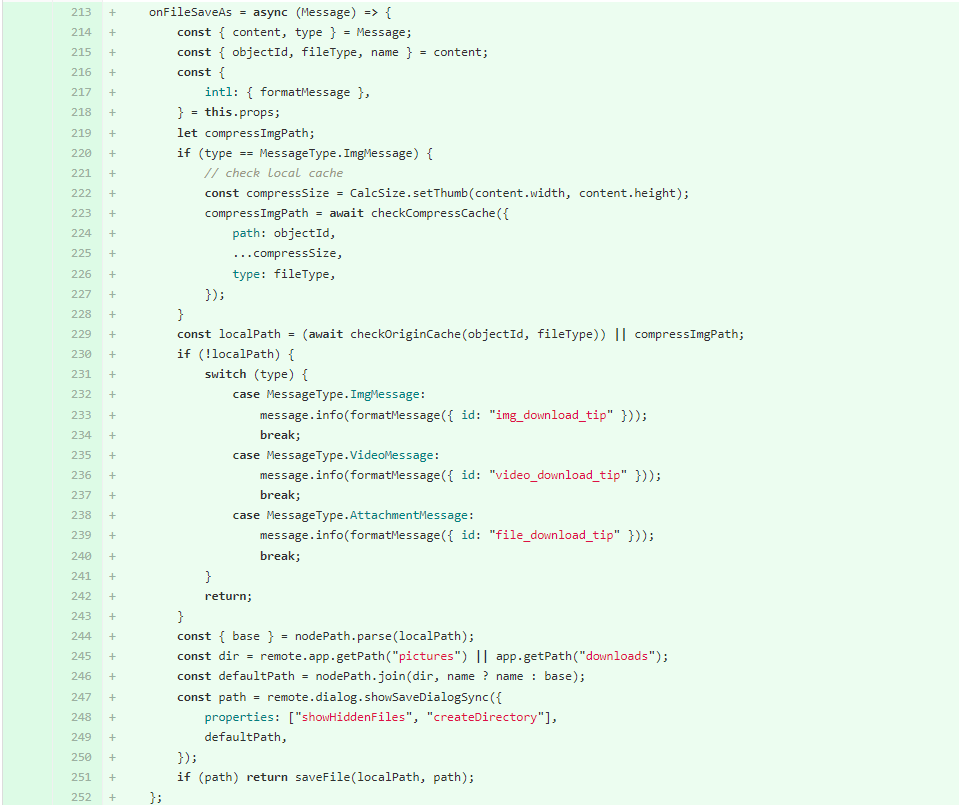 213 + onFileSaveAs = async (Message) => {
214 + const { content, type } = Message;
215 + const { objectId, fileType, name } = content;
216 + const {
217 + intl: { formatMessage },
218 + } = this.props;
219 + let compressImgPath;
220 + if (type == MessageType.ImgMessage) {
221 + // check local cache
222 + const compressSize = CalcSize.setThumb(content.width, content.height);
223 + compressImgPath = await checkCompressCache({
224 + path: objectId,
225 + ...compressSize,
226 + type: fileType,
227 + });
228 + }
229 + const localPath = (await checkOriginCache(objectId, fileType)) || compressImgPath;
230 + if (!localPath) {
231 + switch (type) {
232 + case MessageType.ImgMessage:
233 + message.info(formatMessage({ id: "img_download_tip" }));
234 + break;
235 + case MessageType.VideoMessage:
236 + message.info(formatMessage({ id: "video_download_tip" }));
237 + break;
238 + case MessageType.AttachmentMessage:
239 + message.info(formatMessage({ id: "file_download_tip" }));
240 + break;
241 + }
242 + return;
243 + }
244 + const { base } = nodePath.parse(localPath);
245 + const dir = remote.app.getPath("pictures") || app.getPath("downloads");
246 + const defaultPath = nodePath.join(dir, name ? name : base);
247 + const path = remote.dialog.showSaveDialogSync({
248 + properties: ["showHiddenFiles", "createDirectory"],
249 + defaultPath,
250 + });
251 + if (path) return saveFile(localPath, path);
252 + };